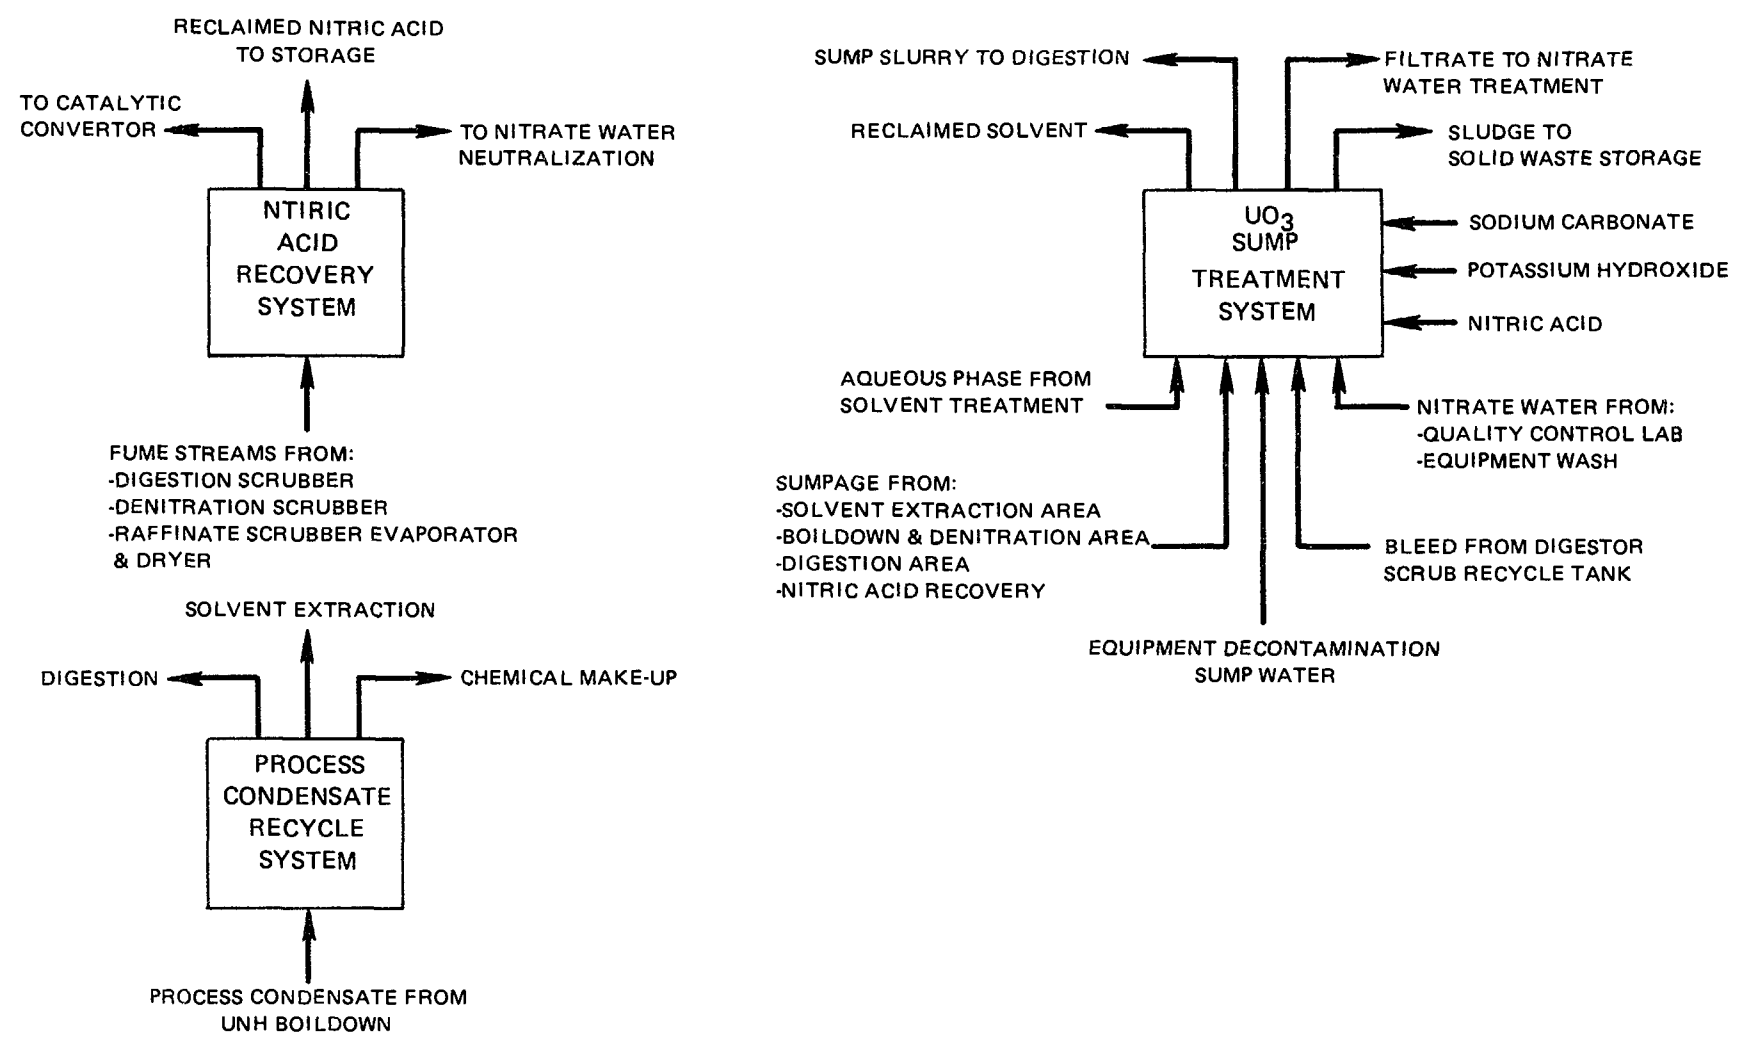 RECLAIMED NITRIC ACID
TO STORAGE
TO CATALYTIC
CONVERTOR
TO NITRATE WATER
NEUTRALIZATION
NTIRIC
ACID
RECOVERY
SYSTEM
FUME STREAMS FROM:
-DIGESTION SCRUBBER
-DENITRATION SCRUBBER
-RAFFINATE SCRUBBER EVAPORATOR
& DRYER
SOLVENT EXTRACTION
DIGESTION
CHEMICAL MAKE-UP
PROCESS
CONDENSATE
RECYCLE
SYSTEM
PROCESS CONDENSATE FROM
UNH BOILDOWN
SUMP SLURRY TO DIGESTION
FILTRATE TO NITRATE
WATER TREATMENT
RECLAIMED SOLVENT
SLUDGE TO
SOLID WASTE STORAGE
UO3
SUMP
TREATMENT
SYSTEM
SODIUM CARBONATE
POTASSIUM HYDROXIDE
NITRIC ACID
AQUEOUS PHASE FROM
SOLVENT TREATMENT
NITRATE WATER FROM:
-QUALITY CONTROL LAB
-EQUIPMENT WASH
SUMPAGE FROM:
-SOLVENT EXTRACTION AREA
-BOILDOWN & DENITRATION AREA
-DIGESTION AREA
-NITRIC ACID RECOVERY
BLEED FROM DIGESTOR
SCRUB RECYCLE TANK
EQUIPMENT DECONTAMINATION
SUMP WATER